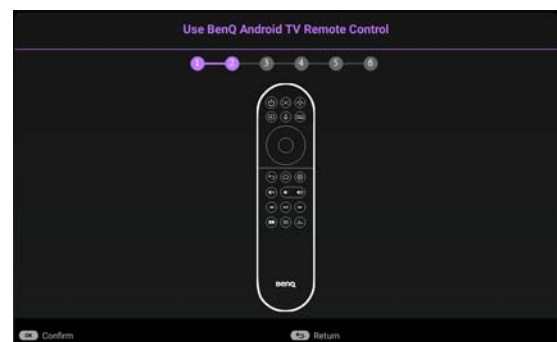 Use BenQ Android TV Remote Control
1 2 3 4 5 6
BenQ
OK Confirm
Return